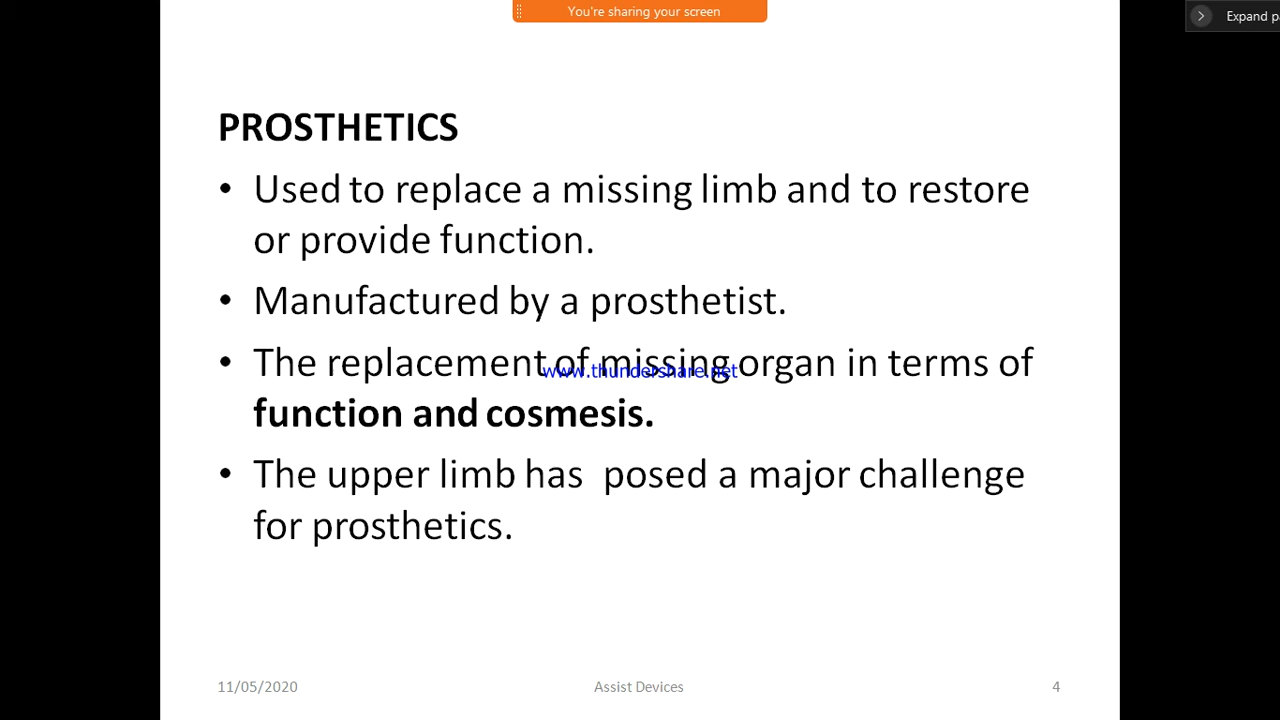 You're sharing your screen
Expand p
PROSTHETICS
• Used to replace a missing limb and to restore
or provide function.
• Manufactured by a prosthetist.
• The replacement of missing organ in terms of
www.thundershare.net
function and cosmesis.
• The upper limb has  posed a major challenge
for prosthetics.
11/05/2020
Assist Devices
4